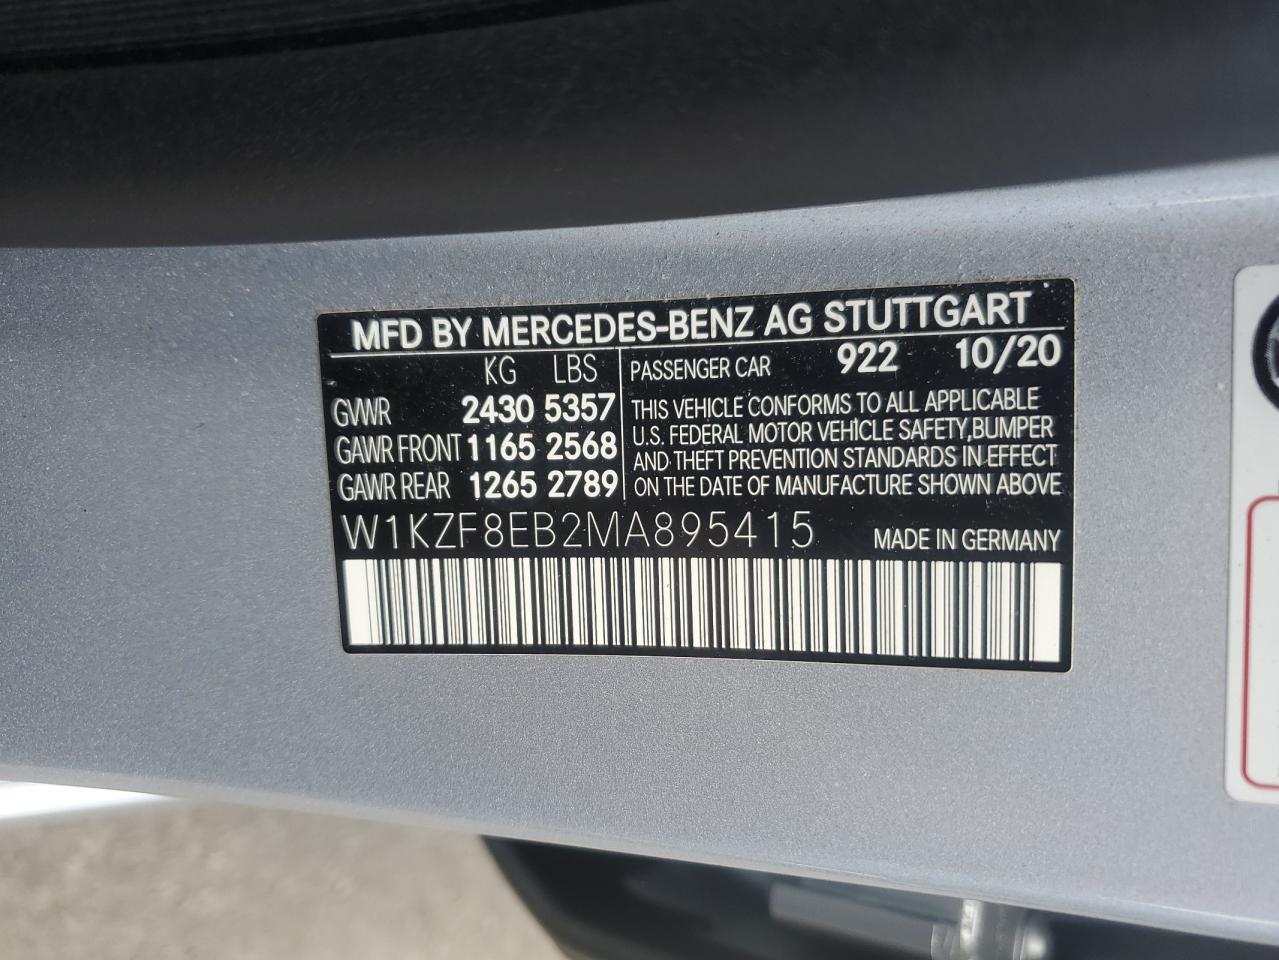 MFD BY MERCEDES-BENZ AG STUTTGART
KG LBS PASSENGER CAR 922 10/20
GVWR 2430 5357
GAWR FRONT 1165 2568
GAWR REAR 1265 2789
THIS VEHICLE CONFORMS TO ALL APPLICABLE
U.S. FEDERAL MOTOR VEHICLE SAFETY,BUMPER
AND THEFT PREVENTION STANDARDS IN EFFECT
ON THE DATE OF MANUFACTURE SHOWN ABOVE
W1KZF8EB2MA895415 MADE IN GERMANY